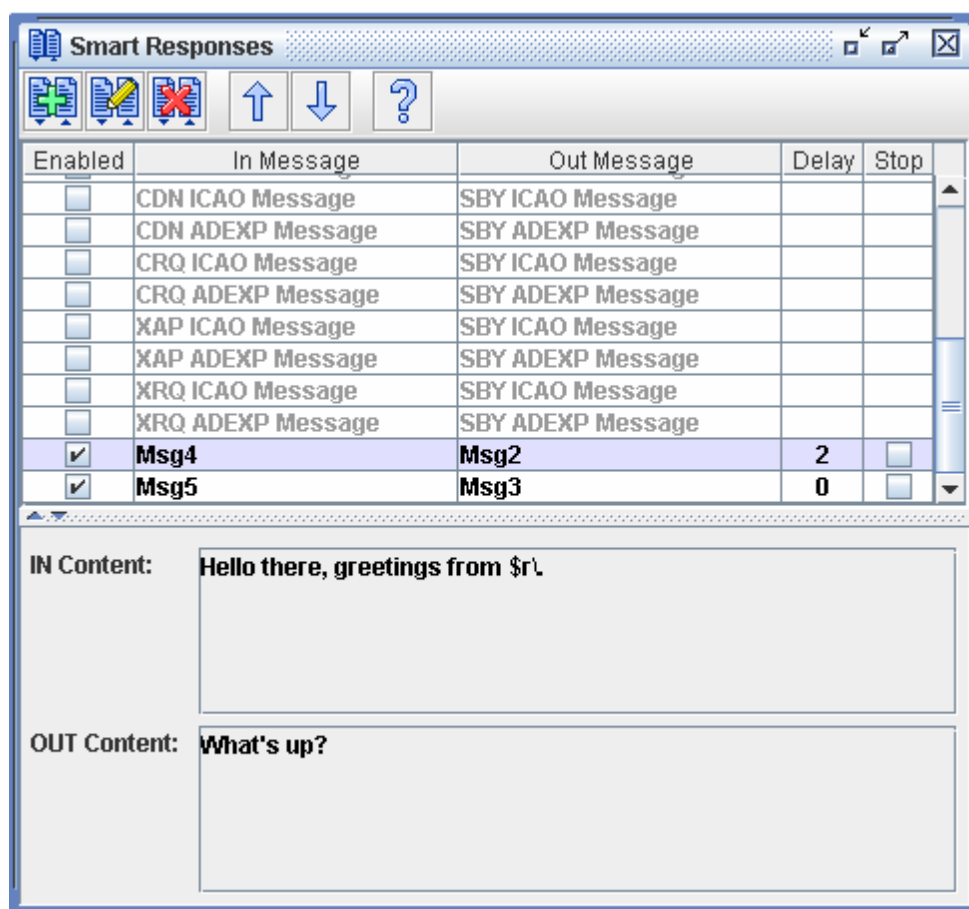 Smart Responses
Enabled In Message Out Message Delay Stop
CDN ICAO Message SBY ICAO Message
CDN ADEXP Message SBY ADEXP Message
CRQ ICAO Message SBY ICAO Message
CRQ ADEXP Message SBY ADEXP Message
XAP ICAO Message SBY ICAO Message
XAP ADEXP Message SBY ADEXP Message
XRQ ICAO Message SBY ICAO Message
XRQ ADEXP Message SBY ADEXP Message
Msg4 Msg2 2
Msg5 Msg3 0
IN Content: Hello there, greetings from $r\.
OUT Content: What's up?